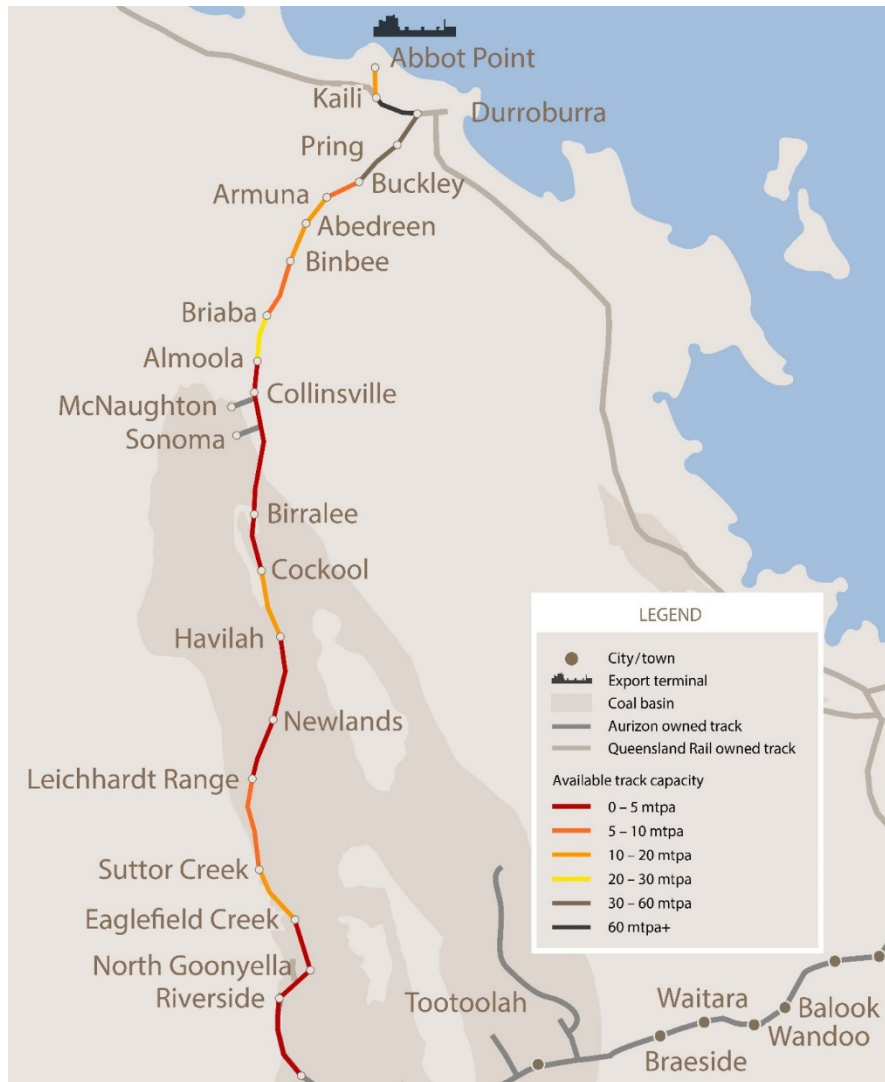 Abbot Point
Kaili
Durroburra
Pring
Buckley
Armuna
Abedreen
Binbee
Briaba
Almoola
Collinsville
McNaughton
Sonoma
Birralee
Cockool
Havilah
Newlands
Leichhardt Range
Suttor Creek
Eaglefield Creek
North Goonyella
Riverside
Tootoolah
Waitara
Balook
Wandoo
Braeside
LEGEND
City/town
Export terminal
Coal basin
Aurizon owned track
Queensland Rail owned track
Available track capacity
0 – 5 mtpa
5 – 10 mtpa
10 – 20 mtpa
20 – 30 mtpa
30 – 60 mtpa
60 mtpa+